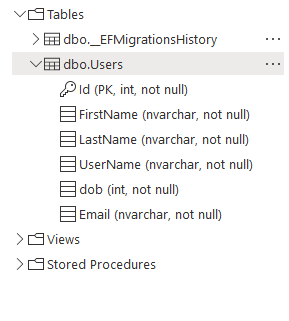 Tables
dbo.__EFMigrationsHistory
dbo.Users
Id (PK, int, not null)
FirstName (nvarchar, not null)
LastName (nvarchar, not null)
UserName (nvarchar, not null)
dob (int, not null)
Email (nvarchar, not null)
Views
Stored Procedures